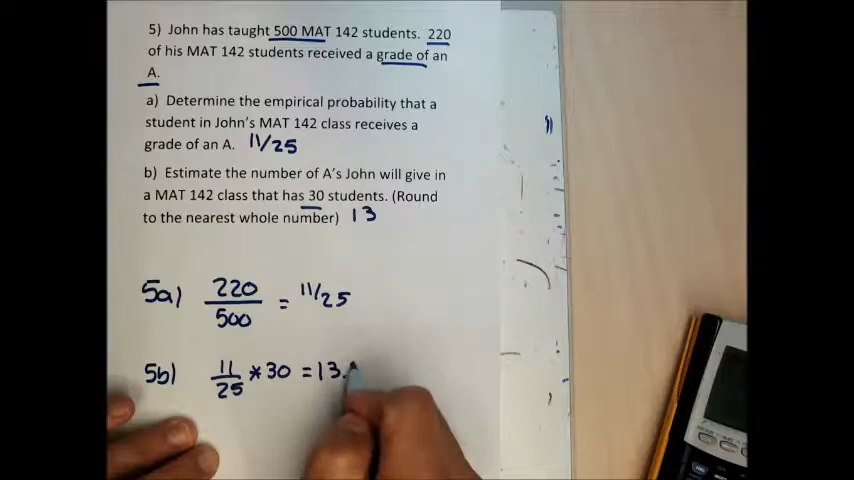 5) John has taught 500 MAT 142 students. 220
of his MAT 142 students received a grade of an
A.
a) Determine the empirical probability that a
student in John's MAT 142 class receives a
grade of an A. 11/25
b) Estimate the number of A's John will give in
a MAT 142 class that has 30 students. (Round
to the nearest whole number) 13
5a) 220/500 = 11/25
5b) 11/25 * 30 = 13.